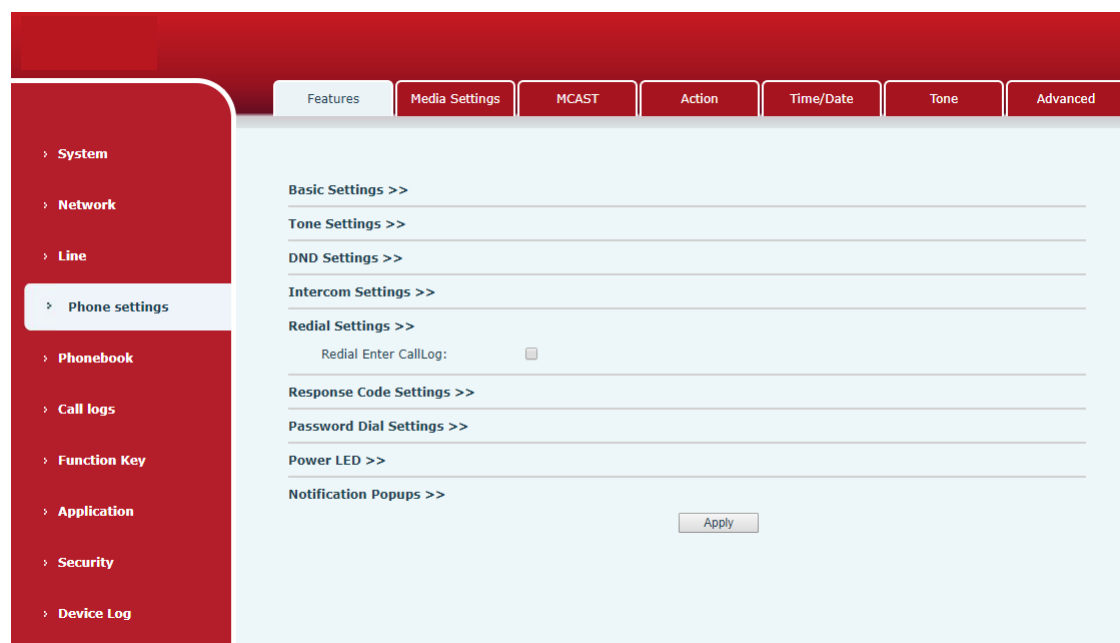 Features
Media Settings
MCAST
Action
Time/Date
Tone
Advanced
› System
› Network
› Line
› Phone settings
› Phonebook
› Call logs
› Function Key
› Application
› Security
› Device Log
Basic Settings >>
Tone Settings >>
DND Settings >>
Intercom Settings >>
Redial Settings >>
Redial Enter CallLog:
Response Code Settings >>
Password Dial Settings >>
Power LED >>
Notification Popups >>
Apply